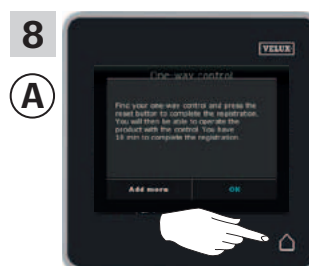 8
A
VELUX
One-way control
Find your one-way control and press the
reset button to complete the registration.
You will then be able to operate the
product with the control. You have
10 min to complete the registration.
Add more
OK